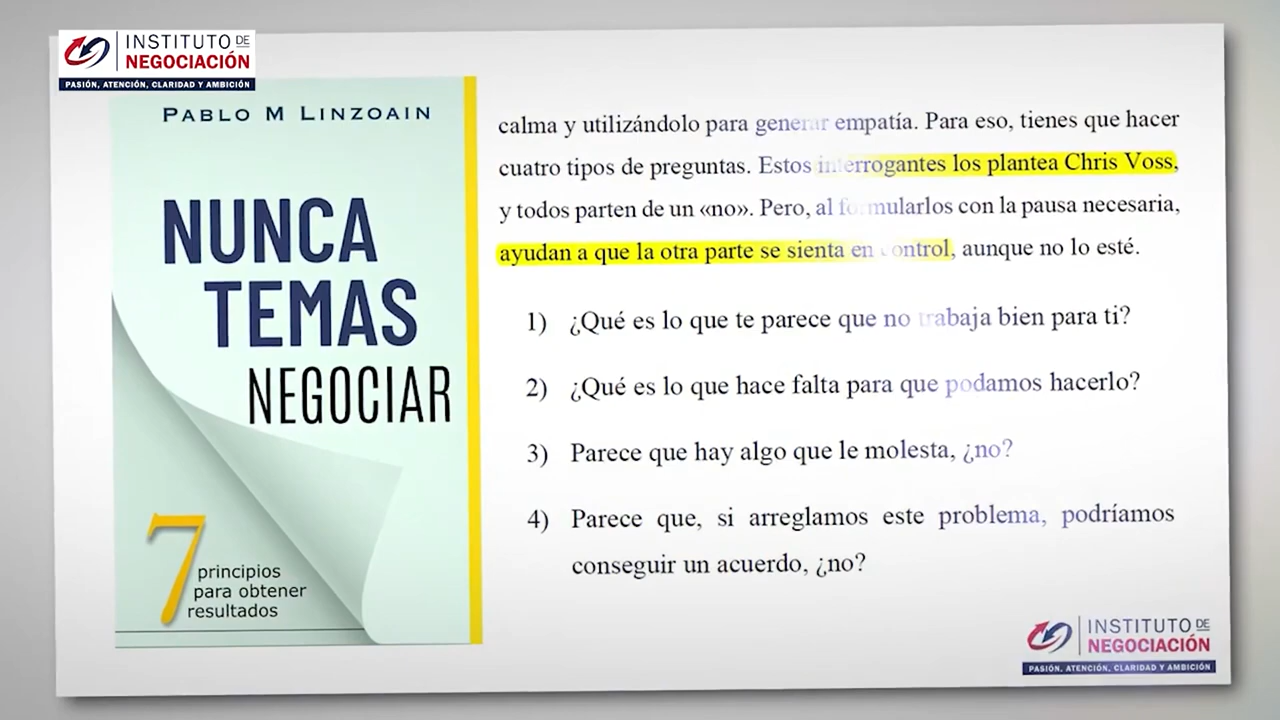 INSTITUTO DE
NEGOCIACIÓN
PASIÓN, ATENCIÓN, CLARIDAD Y AMBICIÓN
PABLO M LINZOAIN
NUNCA
TEMAS
NEGOCIAR
7
principios
para obtener
resultados
calma y utilizándolo para generar empatía. Para eso, tienes que hacer
cuatro tipos de preguntas. Estos interrogantes los plantea Chris Voss,
y todos parten de un «no». Pero, al formularlos con la pausa necesaria,
ayudan a que la otra parte se sienta en control, aunque no lo esté.
1) ¿Qué es lo que te parece que no trabaja bien para ti?
2) ¿Qué es lo que hace falta para que podamos hacerlo?
3) Parece que hay algo que le molesta, ¿no?
4) Parece que, si arreglamos este problema, podríamos
conseguir un acuerdo, ¿no?
INSTITUTO DE
NEGOCIACIÓN
PASIÓN, ATENCIÓN, CLARIDAD Y AMBICIÓN